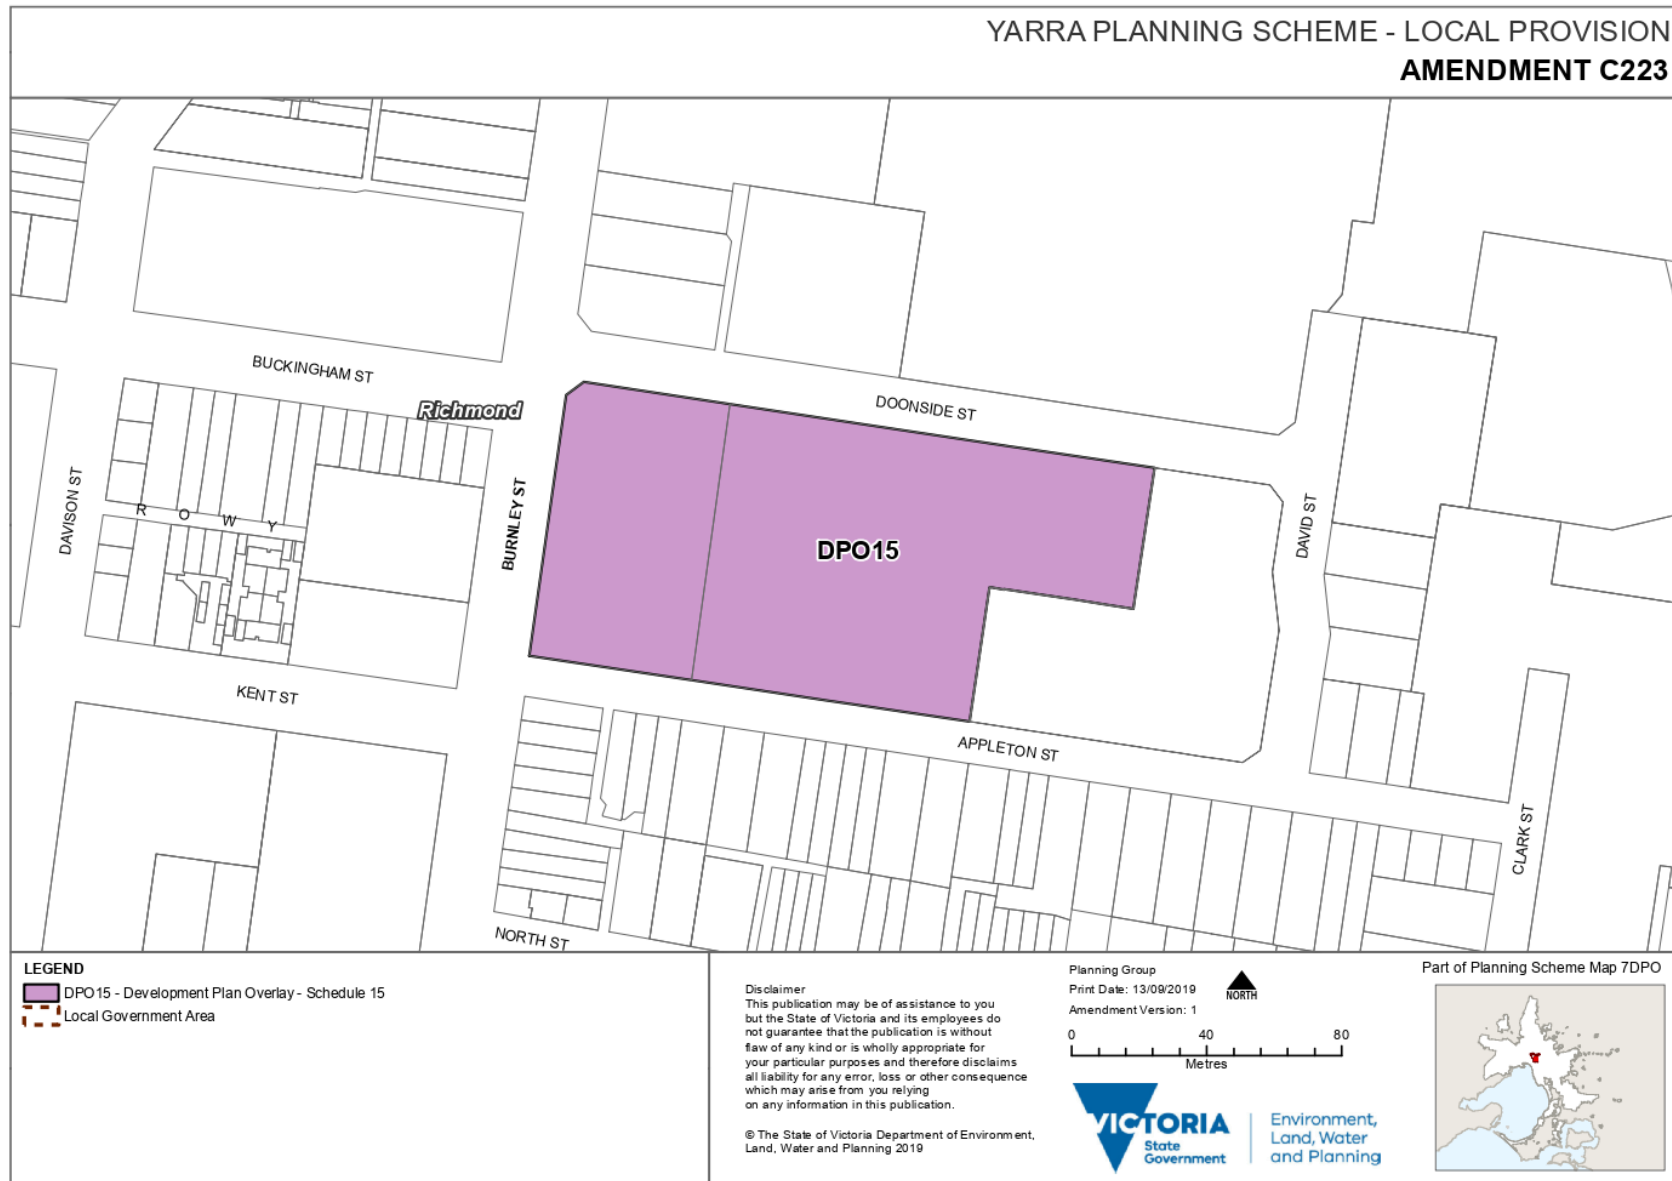 YARRA PLANNING SCHEME - LOCAL PROVISION
AMENDMENT C223
BUCKINGHAM ST
Richmond
DOONSIDE ST
DAVISON ST
R O W Y
BURNLEY ST
DPO15
DAVID ST
KENT ST
APPLETON ST
CLARK ST
NORTH ST
LEGEND
DPO15 - Development Plan Overlay - Schedule 15
Local Government Area
Disclaimer
This publication may be of assistance to you
but the State of Victoria and its employees do
not guarantee that the publication is without
flaw of any kind or is wholly appropriate for
your particular purposes and therefore disclaims
all liability for any error, loss or other consequence
which may arise from you relying
on any information in this publication.
© The State of Victoria Department of Environment,
Land, Water and Planning 2019
Planning Group
Print Date: 13/09/2019
Amendment Version: 1
NORTH
0 40 80
Metres
VICTORIA
State
Government
Environment,
Land, Water
and Planning
Part of Planning Scheme Map 7DPO